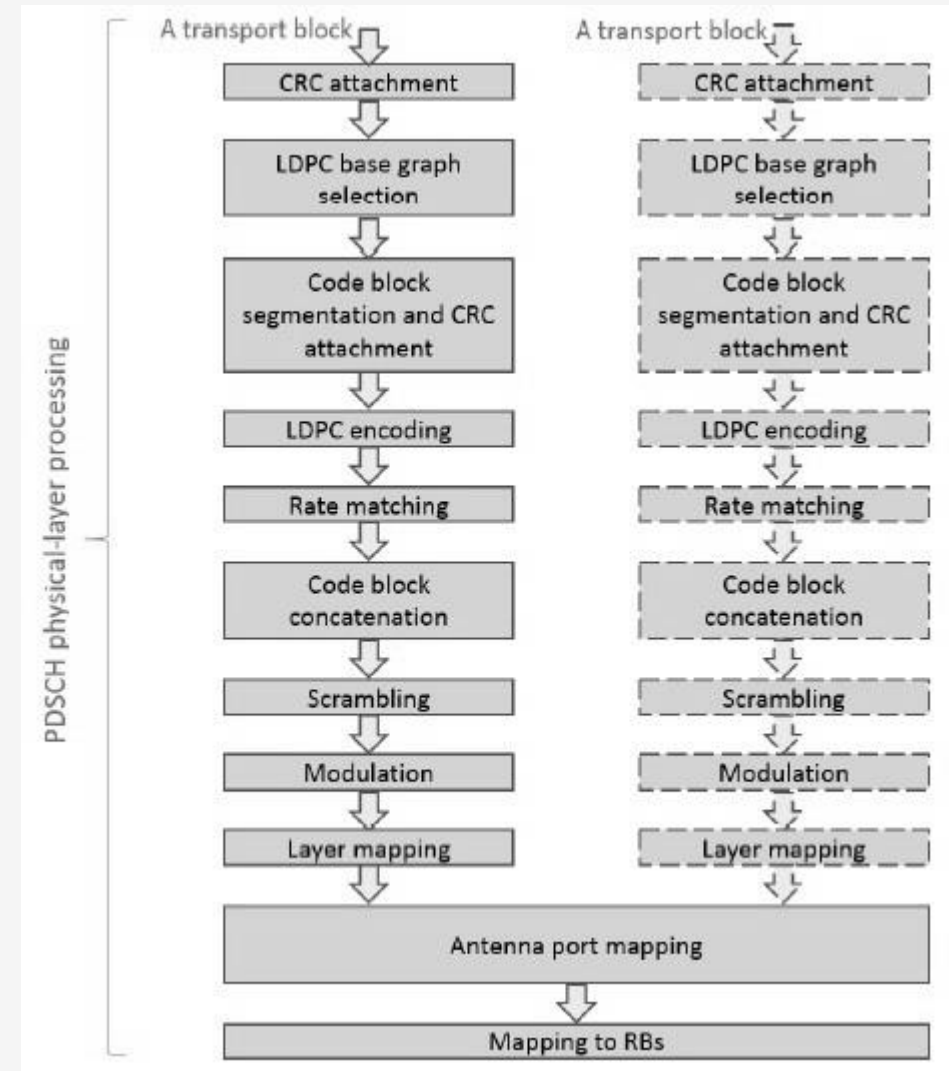 A transport block
CRC attachment
LDPC base graph
selection
Code block
segmentation and CRC
attachment
LDPC encoding
Rate matching
Code block
concatenation
Scrambling
Modulation
Layer mapping
A transport block
CRC attachment
LDPC base graph
selection
Code block
segmentation and CRC
attachment
LDPC encoding
Rate matching
Code block
concatenation
Scrambling
Modulation
Layer mapping
Antenna port mapping
Mapping to RBs
PDSCH physical-layer processing